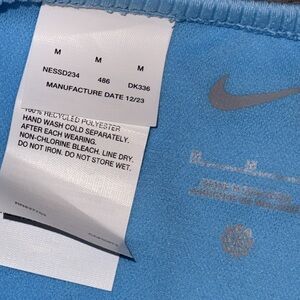 M M M
NESSD234 486 DK336
MANUFACTURE DATE 12/23
100% RECYCLED POLYESTER
HAND WASH COLD SEPARATELY.
AFTER EACH WEARING.
NON-CHLORINE BLEACH. LINE DRY.
DO NOT IRON. DO NOT STORE WET.